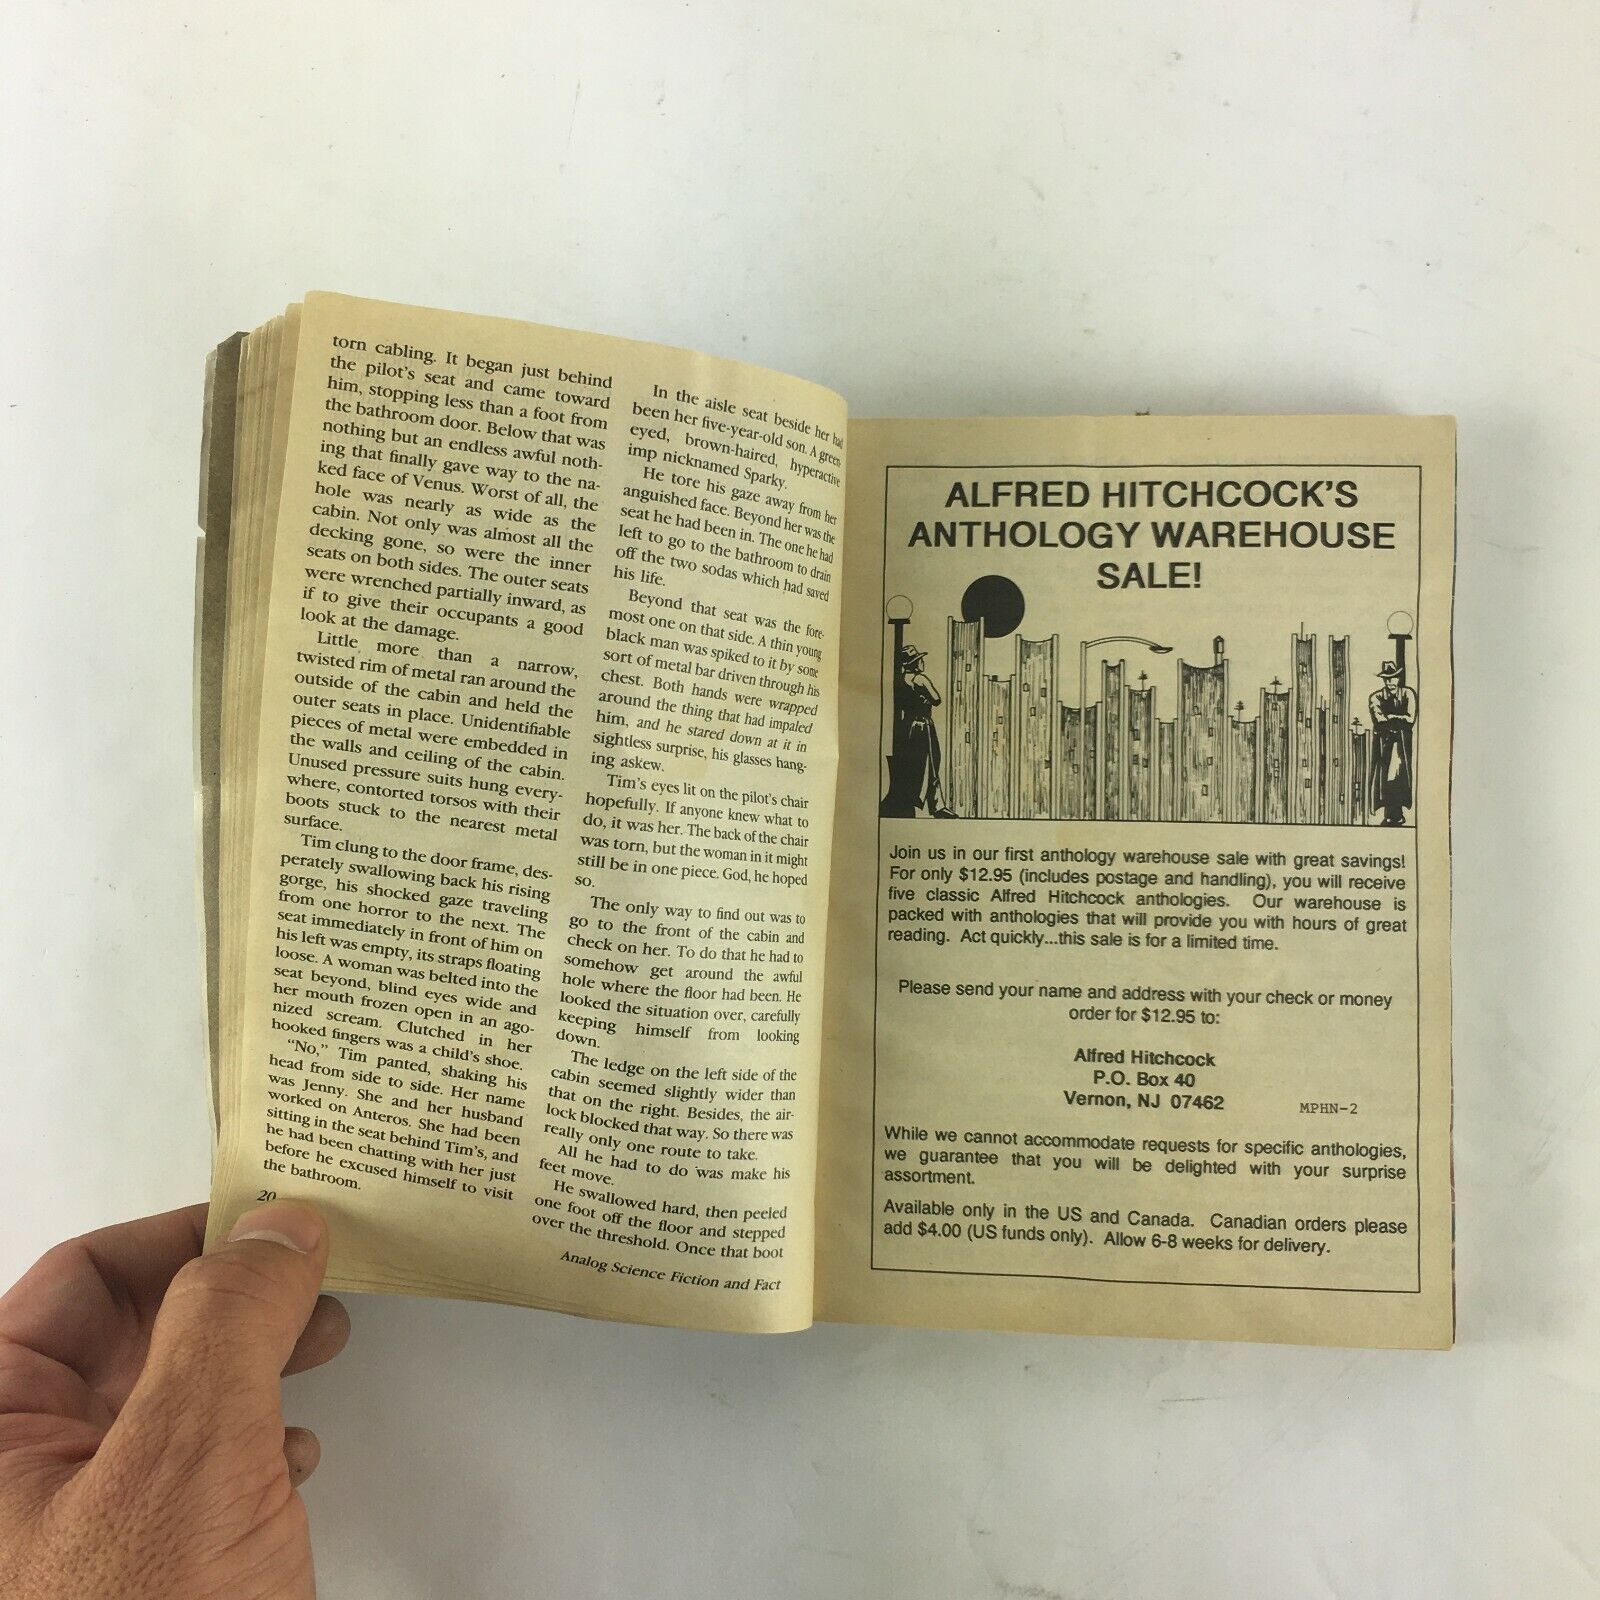 torn cabling. It began just behind
the pilot's seat and came toward
him, stopping less than a foot from
the bathroom door. Below that was
nothing but an endless awful noth-
ing that finally gave way to the na-
ked face of Venus. Worst of all, the
hole was nearly as wide as the
cabin. Not only was almost all the
decking gone, so were the inner
seats on both sides. The outer seats
were wrenched partially inward, as
if to give their occupants a good
look at the damage.
Little more than a narrow,
twisted rim of metal ran around the
outside of the cabin and held the
outer seats in place. Unidentifiable
pieces of metal were embedded in
the walls and ceiling of the cabin.
Unused pressure suits hung every-
where, contorted torsos with their
boots stuck to the nearest metal
surface.
Tim clung to the door frame, des-
perately swallowing back his rising
gorge, his shocked gaze traveling
from one horror to the next. The
seat immediately in front of him on
his left was empty, its straps floating
loose. A woman was belted into the
seat beyond, blind eyes wide and
her mouth frozen open in an ago-
nized scream. Clutched in her
hooked fingers was a child's shoe.
"No," Tim panted, shaking his
head from side to side. Her name
was Jenny. She and her husband
worked on Anteros. She had been
sitting in the seat behind Tim's, and
he had been chatting with her just
before he excused himself to visit
the bathroom.
20
In the aisle seat beside her had
been her five-year-old son. A green-
eyed, brown-haired, hyperactive
imp nicknamed Sparky.
He tore his gaze away from her
anguished face. Beyond her was the
seat he had been in. The one he had
left to go to the bathroom to drain
off the two sodas which had saved
his life.
Beyond that seat was the fore-
most one on that side. A thin young
black man was spiked to it by some
sort of metal bar driven through his
chest. Both hands were wrapped
around the thing that had impaled
him, and he stared down at it in
sightless surprise, his glasses hang-
ing askew.
Tim's eyes lit on the pilot's chair
hopefully. If anyone knew what to
do, it was her. The back of the chair
was torn, but the woman in it might
still be in one piece. God, he hoped
so.
The only way to find out was to
go to the front of the cabin and
check on her. To do that he had to
somehow get around the awful
hole where the floor had been. He
looked the situation over, carefully
keeping himself from looking
down.
The ledge on the left side of the
cabin seemed slightly wider than
that on the right. Besides, the air-
lock blocked that way. So there was
really only one route to take.
All he had to do was make his
feet move.
He swallowed hard, then peeled
one foot off the floor and stepped
over the threshold. Once that boot
Analog Science Fiction and Fact
ALFRED HITCHCOCK'S
ANTHOLOGY WAREHOUSE
SALE!
Join us in our first anthology warehouse sale with great savings!
For only $12.95 (includes postage and handling), you will receive
five classic Alfred Hitchcock anthologies. Our warehouse is
packed with anthologies that will provide you with hours of great
reading. Act quickly...this sale is for a limited time.
Please send your name and address with your check or money
order for $12.95 to:
Alfred Hitchcock
P.O. Box 40
Vernon, NJ 07462
MPHN-2
While we cannot accommodate requests for specific anthologies,
we guarantee that you will be delighted with your surprise
assortment.
Available only in the US and Canada. Canadian orders please
add $4.00 (US funds only). Allow 6-8 weeks for delivery.